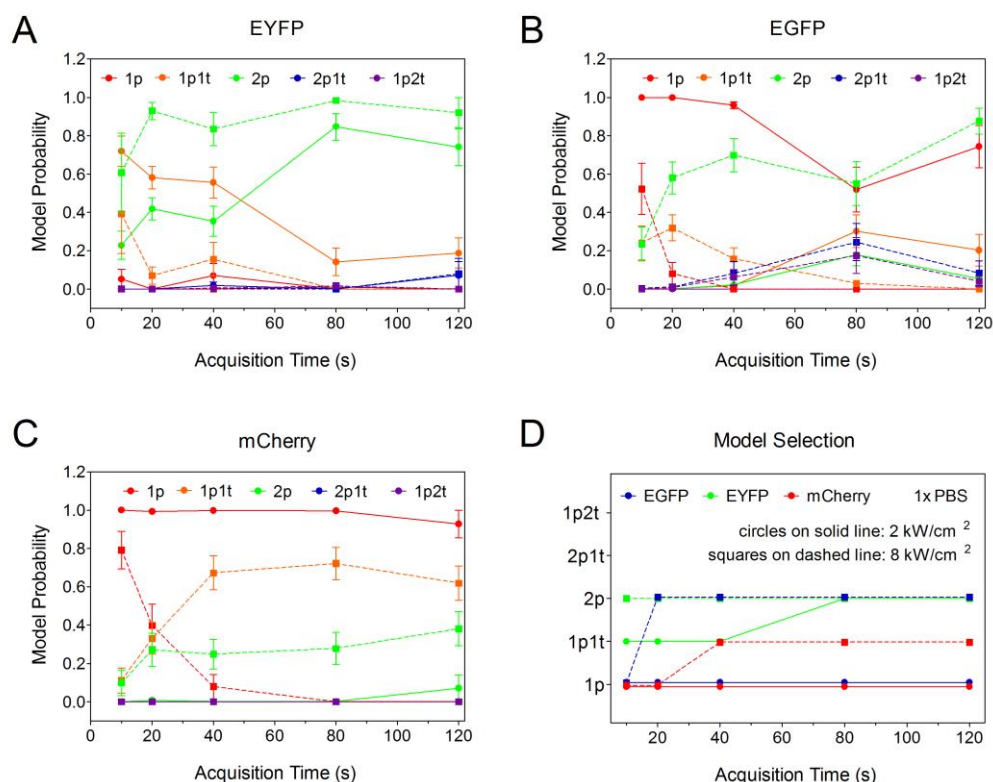 A
EYFP
1.2
1p 1p1t 2p 2p1t 1p2t
1.0
0.8
0.6
0.4
0.2
0.0
Model Probability
0 20 40 60 80 100 120
Acquisition Time (s)
B
EGFP
1.2
1p 1p1t 2p 2p1t 1p2t
1.0
0.8
0.6
0.4
0.2
0.0
Model Probability
0 20 40 60 80 100 120
Acquisition Time (s)
C
mCherry
1.2
1p 1p1t 2p 2p1t 1p2t
1.0
0.8
0.6
0.4
0.2
0.0
Model Probability
0 20 40 60 80 100 120
Acquisition Time (s)
D
Model Selection
EGFP EYFP mCherry 1x PBS
circles on solid line: 2 kW/cm 2
squares on dashed line: 8 kW/cm 2
1p2t
2p1t
2p
1p1t
1p
20 40 60 80 100 120
Acquisition Time (s)